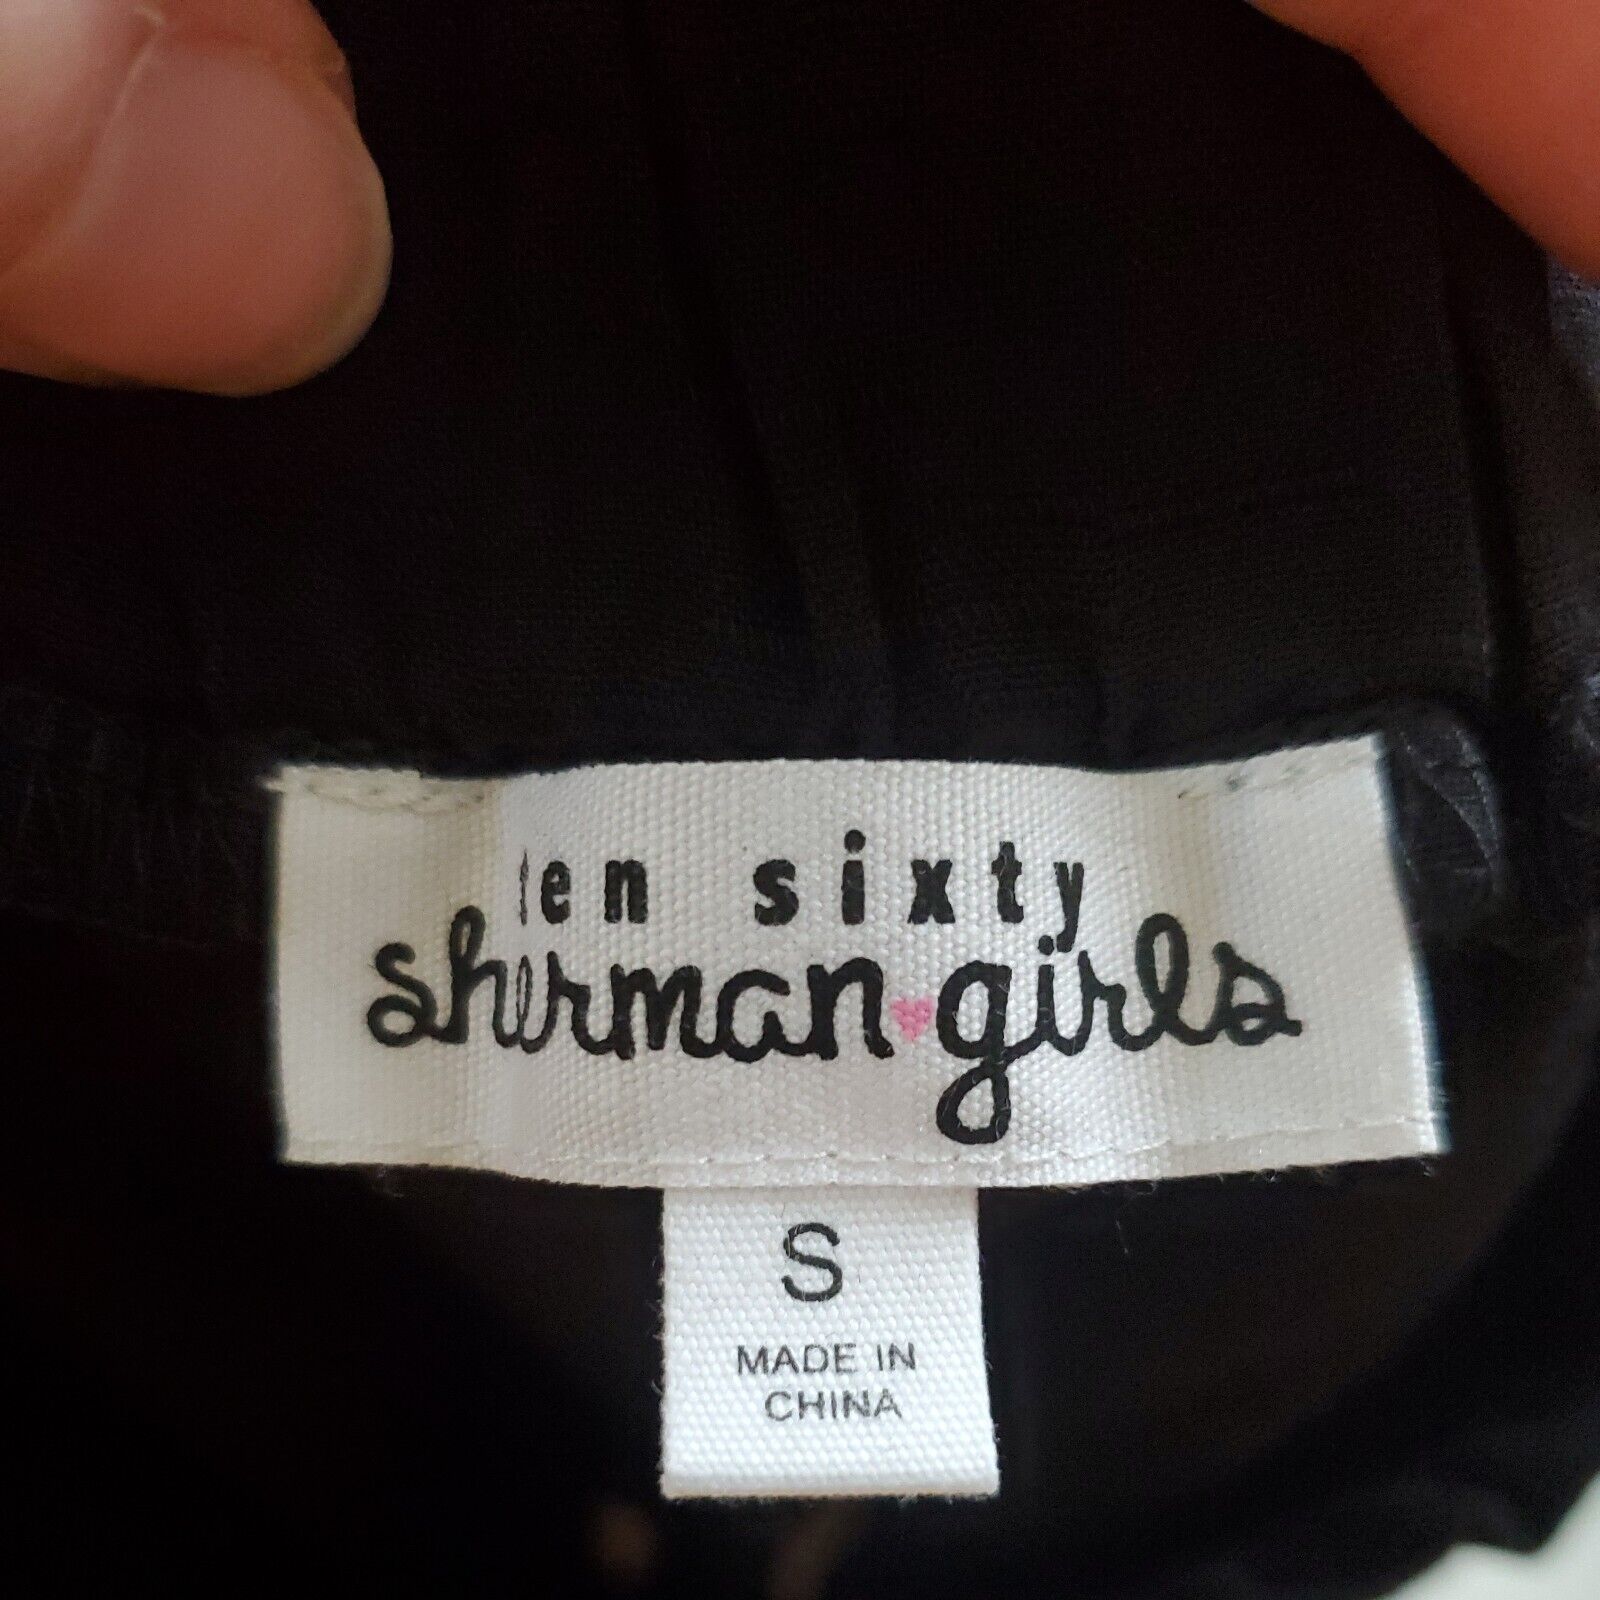 ten sixty
sherman girls
S
MADE IN
CHINA